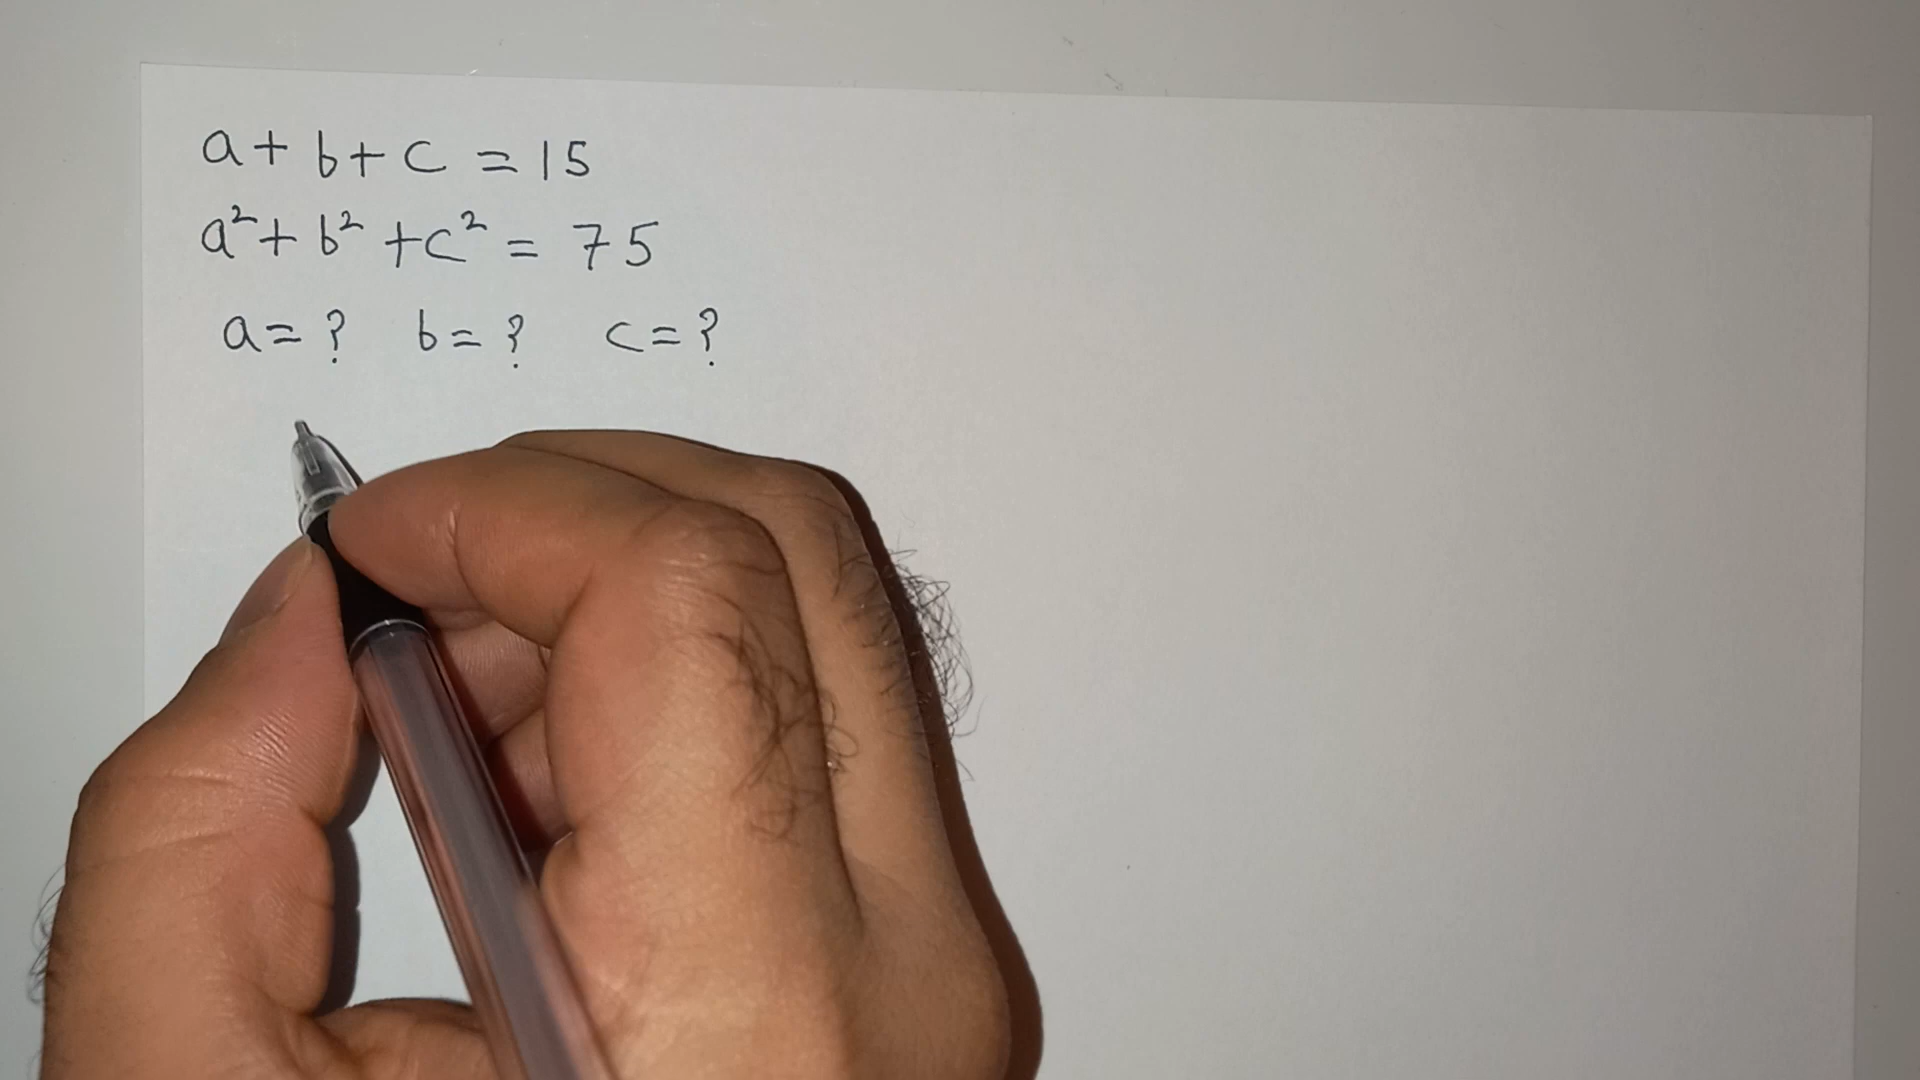 a + b + c = 15
a² + b² + c² = 75
a = ? b = ? c = ?